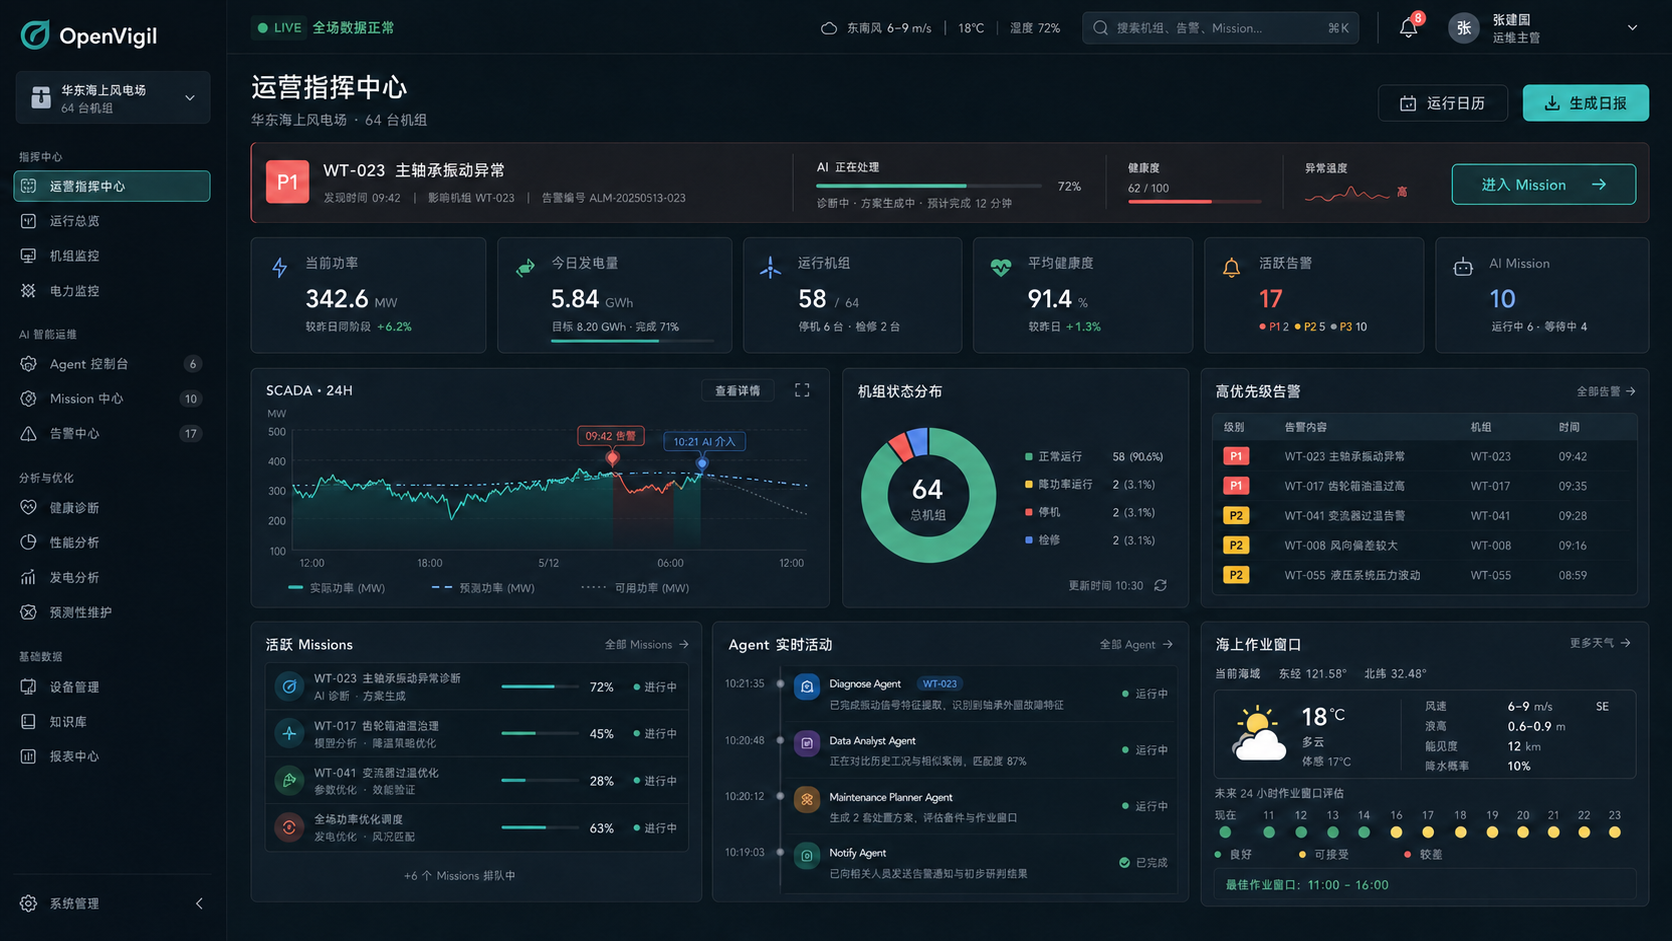 OpenVigil
华东海上风电场
64 台机组
指挥中心
运营指挥中心
运行总览
机组监控
电力监控
AI 智能运维
Agent 控制台 6
Mission 中心 10
告警中心 17
分析与优化
健康诊断
性能分析
发电分析
预测性维护
基础数据
设备管理
知识库
报表中心
系统管理
LIVE 全场数据正常
东南风 6–9 m/s | 18°C | 湿度 72%
搜索机组、告警、Mission... ⌘K
8
张
张建国
运维主管
运营指挥中心
华东海上风电场 · 64 台机组
运行日历
生成日报
P1
WT-023 主轴承振动异常
发现时间 09:42 | 影响机组 WT-023 | 告警编号 ALM-20250513-023
AI 正在处理
72%
诊断中 · 方案生成中 · 预计完成 12 分钟
健康度
62 / 100
异常温度
高
进入 Mission →
当前功率
342.6 MW
较昨日同阶段 +6.2%
今日发电量
5.84 GWh
目标 8.20 GWh · 完成 71%
运行机组
58 / 64
停机 6 台 · 检修 2 台
平均健康度
91.4 %
较昨日 +1.3%
活跃告警
17
P1 2 P2 5 P3 10
AI Mission
10
运行中 6 · 等待中 4
SCADA · 24H
查看详情
MW
500
400
300
200
100
09:42 告警
10:21 AI 介入
12:00 18:00 5/12 06:00 12:00
实际功率 (MW) 预测功率 (MW) 可用功率 (MW)
机组状态分布
64
总机组
正常运行 58 (90.6%)
降功率运行 2 (3.1%)
停机 2 (3.1%)
检修 2 (3.1%)
更新时间 10:30
高优先级告警
全部告警 →
级别 告警内容 机组 时间
P1 WT-023 主轴承振动异常 WT-023 09:42
P1 WT-017 齿轮箱油温过高 WT-017 09:35
P2 WT-041 变流器过温告警 WT-041 09:28
P2 WT-008 风向偏差较大 WT-008 09:16
P2 WT-055 液压系统压力波动 WT-055 08:59
活跃 Missions
全部 Missions →
WT-023 主轴承振动异常诊断
AI 诊断 · 方案生成
72% 进行中
WT-017 齿轮箱油温治理
模型分析 · 降温策略优化
45% 进行中
WT-041 变流器过温优化
参数优化 · 效能验证
28% 进行中
全场功率优化调度
发电优化 · 风况匹配
63% 进行中
+6 个 Missions 排队中
Agent 实时活动
全部 Agent →
10:21:35
Diagnose Agent WT-023
已完成振动信号特征提取，识别到轴承外圈故障特征
运行中
10:20:48
Data Analyst Agent
正在对比历史工况与相似案例，匹配度 87%
运行中
10:20:12
Maintenance Planner Agent
生成 2 套处置方案，评估备件与作业窗口
运行中
10:19:03
Notify Agent
已向相关人员发送告警通知与初步研判结果
已完成
海上作业窗口
更多天气 →
当前海域 东经 121.58° 北纬 32.48°
18°C
多云
体感 17°C
风速 6–9 m/s SE
浪高 0.6–0.9 m
能见度 12 km
降水概率 10%
未来 24 小时作业窗口评估
现在 11 12 13 14 16 17 18 19 20 21 22 23
良好 可接受 较差
最佳作业窗口：11:00 – 16:00